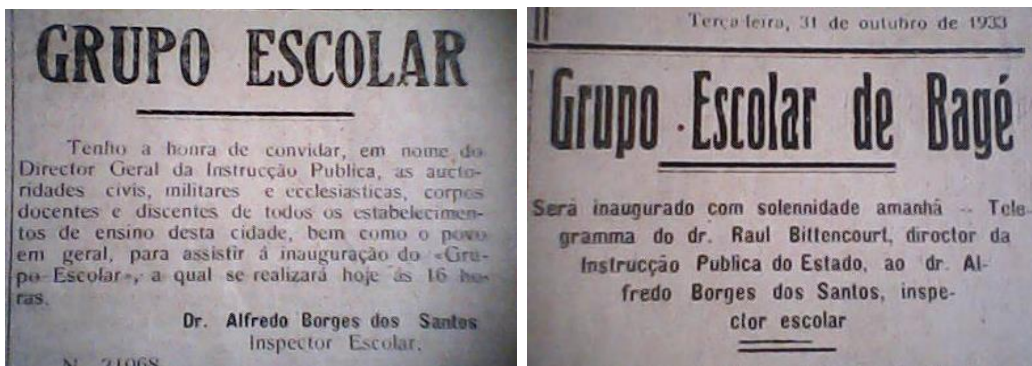 GRUPO ESCOLAR
Tenho a honra de convidar, em nome do
Director Geral da Instrucção Publica, as aucto-
ridades civis, militares e ecclesiasticas, corpos
docentes e discentes de todos os estabelecimen-
tos de ensino desta cidade, bem como o povo
em geral, para assistir á inauguração do «Gru-
po Escolar», a qual se realizará hoje ás 16 ho-
ras.
Dr. Alfredo Borges dos Santos
Inspector Escolar.
N. 21068
Terça-feira, 31 de outubro de 1933
Grupo Escolar de Bagé
Será inaugurado com solennidade amanhã -- Tele
gramma do dr. Raul Bittencourt, director da
Instrucção Publica do Estado, ao dr. Al-
fredo Borges dos Santos, inspe-
ctor escolar